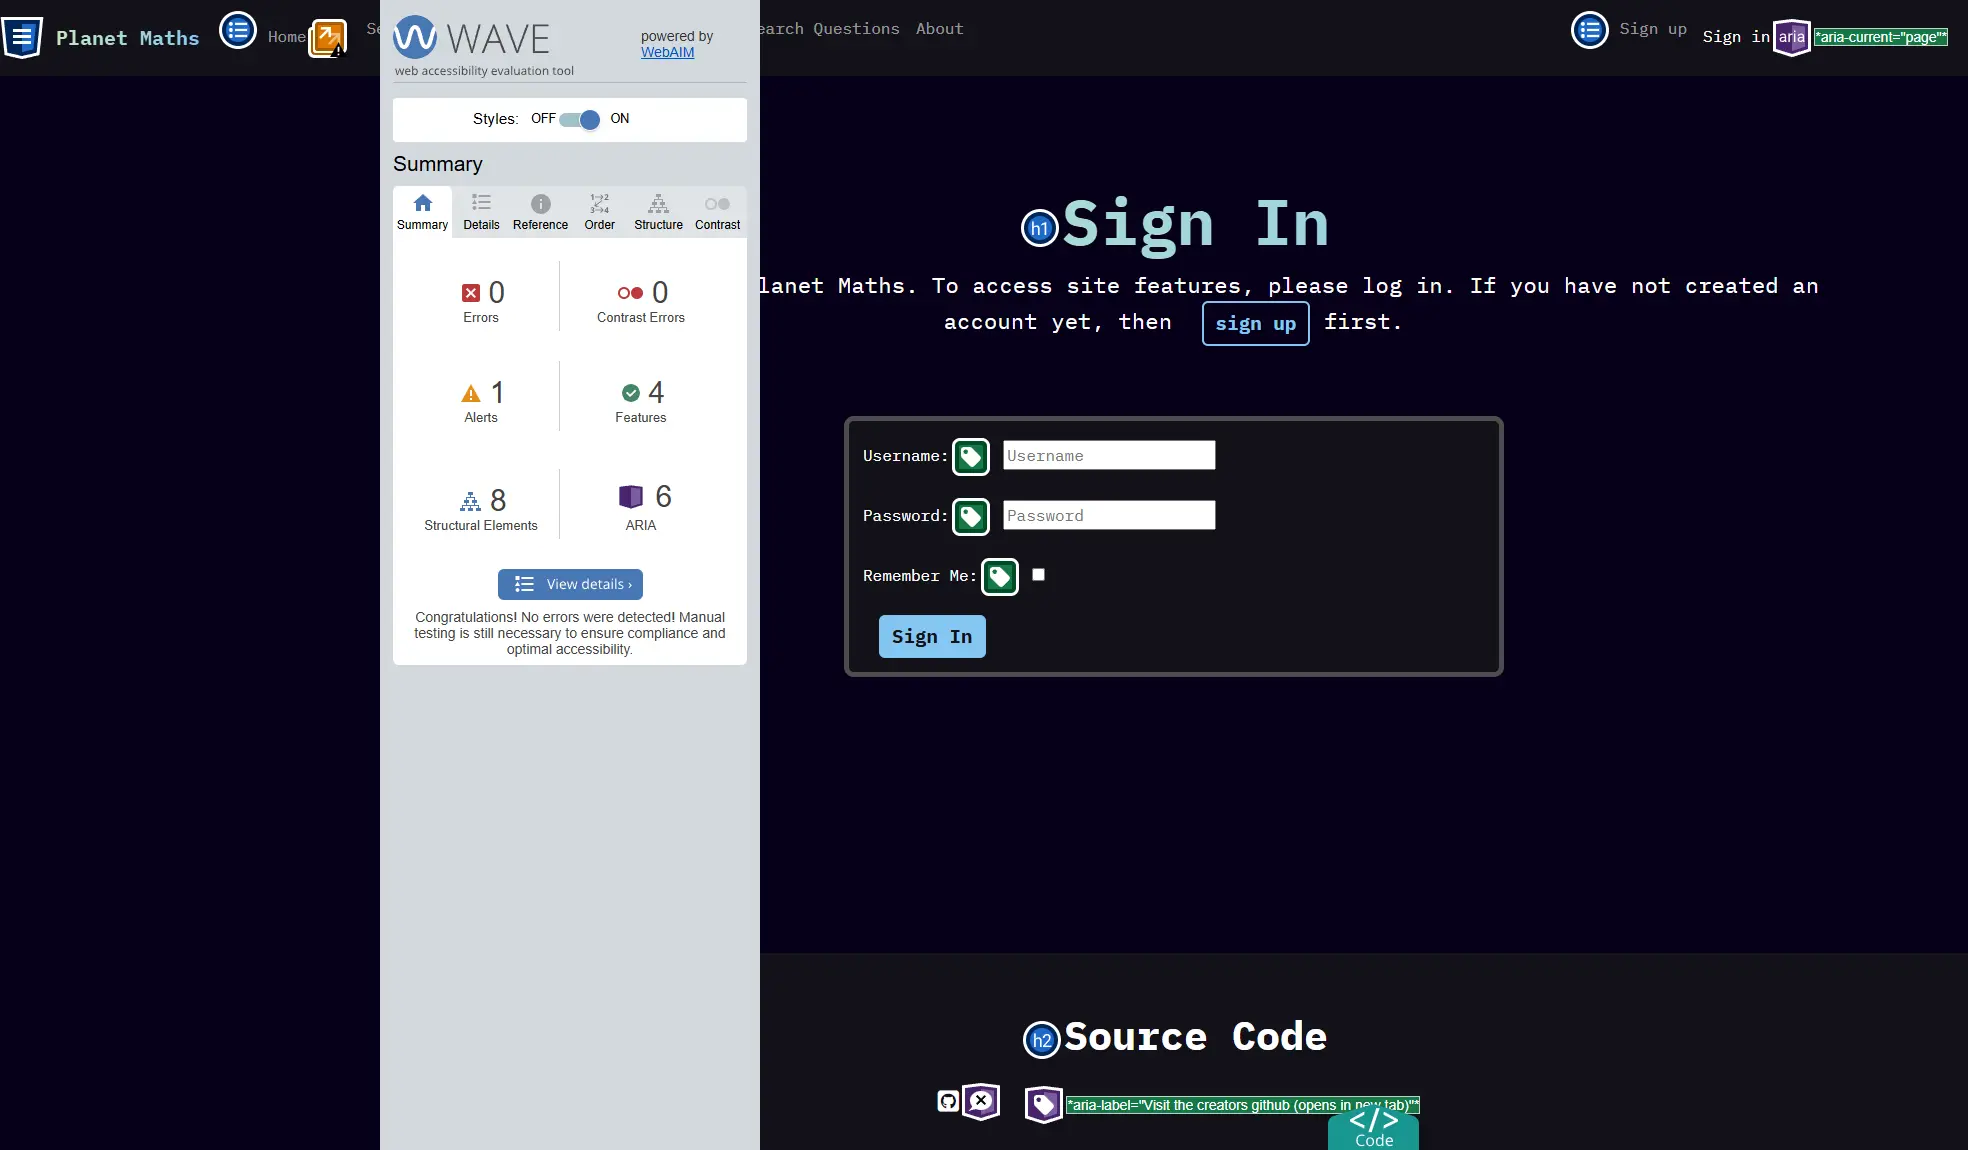 Planet Maths
Home
Se
WAVE
web accessibility evaluation tool
powered by
WebAIM
earch Questions
About
Sign up
Sign in
aria
*aria-current="page"*
Styles: OFF ON
Summary
Summary
Details
Reference
Order
Structure
Contrast
0
Errors
0
Contrast Errors
1
Alerts
4
Features
8
Structural Elements
6
ARIA
View details ›
Congratulations! No errors were detected! Manual
testing is still necessary to ensure compliance and
optimal accessibility.
h1
Sign In
lanet Maths. To access site features, please log in. If you have not created an
account yet, then sign up first.
Username:
Username
Password:
Password
Remember Me:
Sign In
h2
Source Code
*aria-label="Visit the creators github (opens in new tab)"*
</>
Code